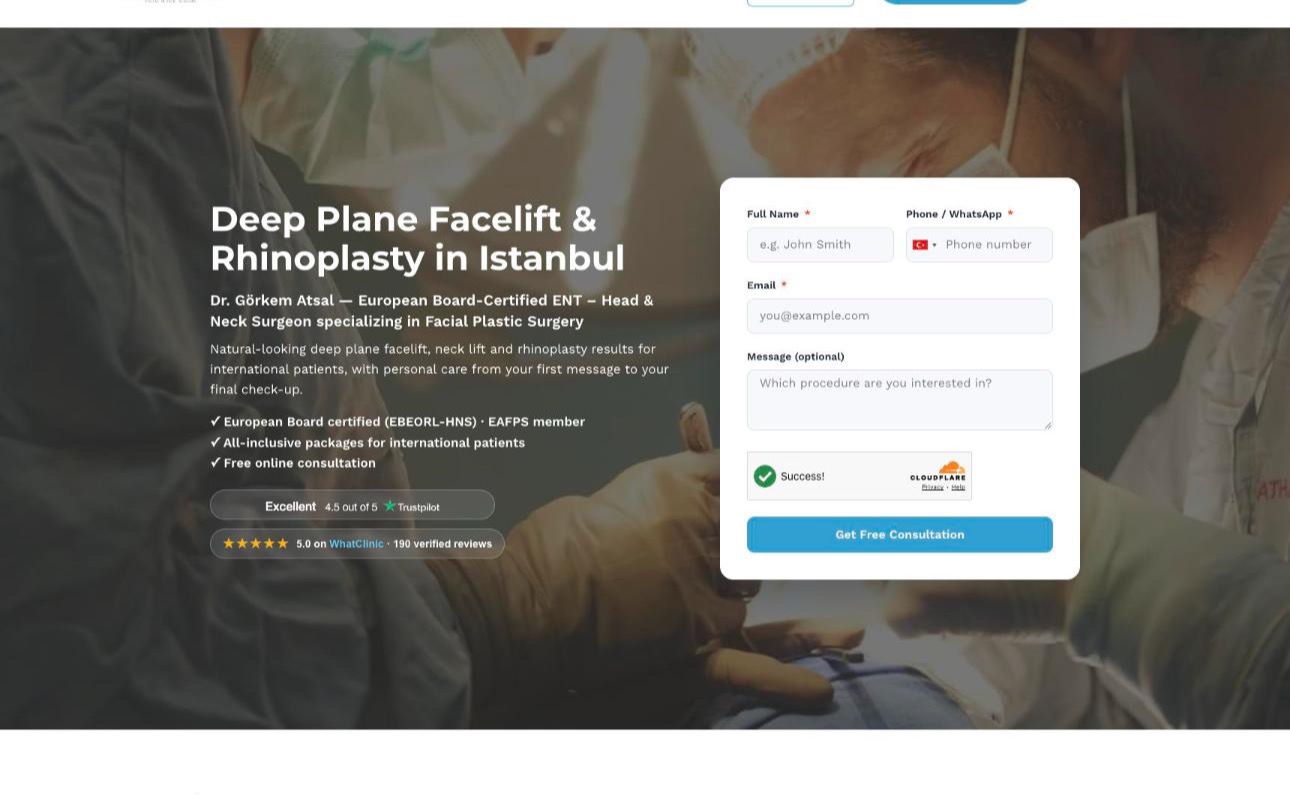 Deep Plane Facelift &
Rhinoplasty in Istanbul
Dr. Görkem Atsal — European Board-Certified ENT – Head &
Neck Surgeon specializing in Facial Plastic Surgery
Natural-looking deep plane facelift, neck lift and rhinoplasty results for
international patients, with personal care from your first message to your
final check-up.
✓ European Board certified (EBEORL-HNS) · EAFPS member
✓ All-inclusive packages for international patients
✓ Free online consultation
Excellent 4.5 out of 5 ★ Trustpilot
★★★★★ 5.0 on WhatClinic · 190 verified reviews
Full Name * Phone / WhatsApp *
e.g. John Smith Phone number
Email *
you@example.com
Message (optional)
Which procedure are you interested in?
Success! CLOUDFLARE
Privacy · Help
Get Free Consultation
ATH